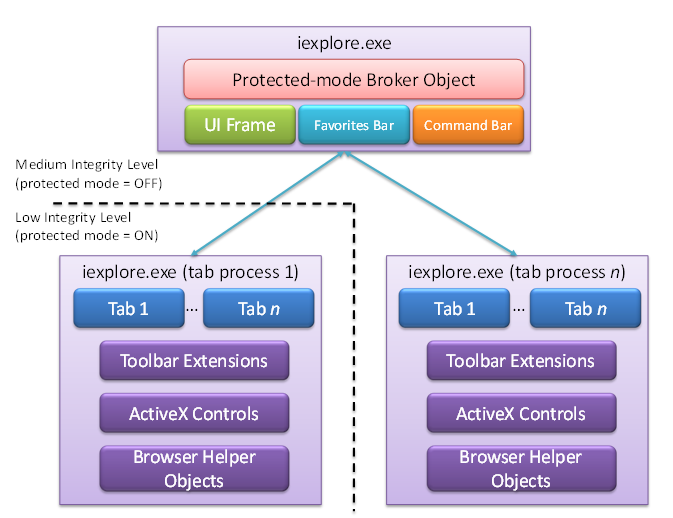 iexplore.exe
Protected-mode Broker Object
UI Frame
Favorites Bar
Command Bar
Medium Integrity Level
(protected mode = OFF)
Low Integrity Level
(protected mode = ON)
iexplore.exe (tab process 1)
Tab 1
...
Tab n
Toolbar Extensions
ActiveX Controls
Browser Helper
Objects
iexplore.exe (tab process n)
Tab 1
...
Tab n
Toolbar Extensions
ActiveX Controls
Browser Helper
Objects